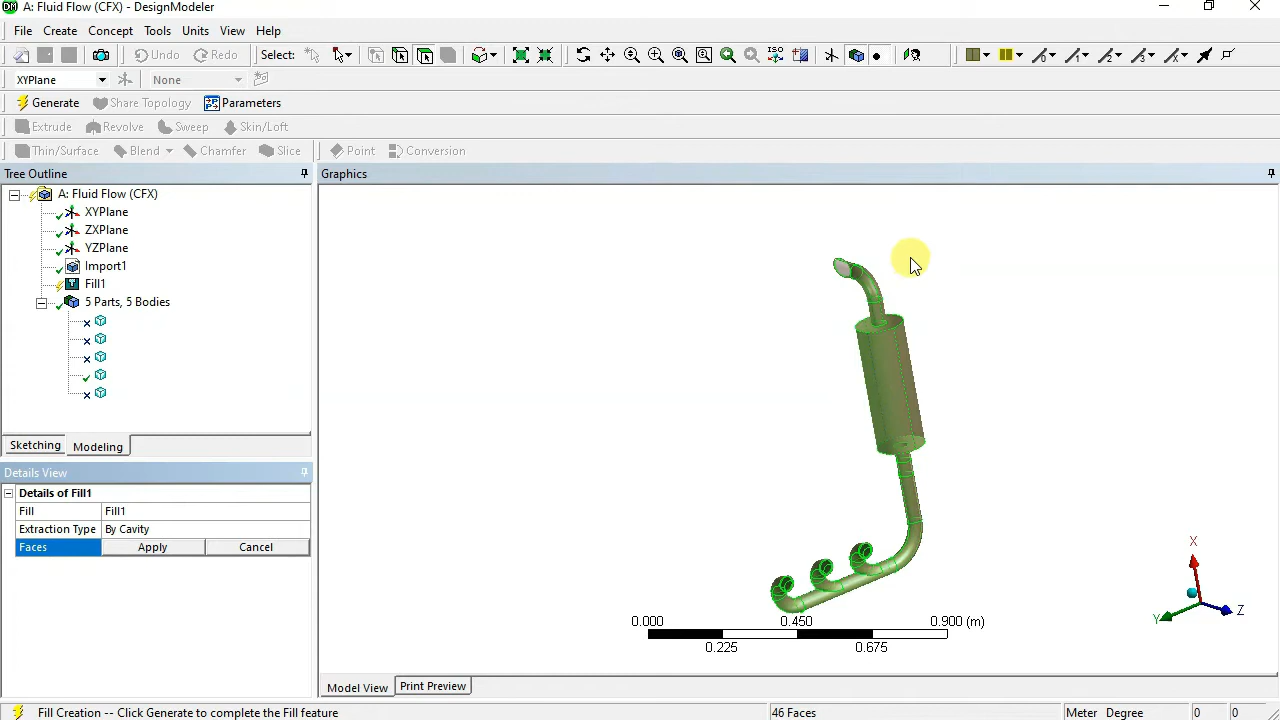 A: Fluid Flow (CFX) - DesignModeler
File Create Concept Tools Units View Help
Undo Redo Select:
XYPlane None
Generate Share Topology Parameters
Extrude Revolve Sweep Skin/Loft
Thin/Surface Blend Chamfer Slice Point Conversion
Tree Outline
A: Fluid Flow (CFX)
XYPlane
ZXPlane
YZPlane
Import1
Fill1
5 Parts, 5 Bodies
Sketching Modeling
Details View
Details of Fill1
Fill Fill1
Extraction Type By Cavity
Faces Apply Cancel
Graphics
X
Y
Z
0.000 0.450 0.900 (m)
0.225 0.675
Model View Print Preview
Fill Creation -- Click Generate to complete the Fill feature 46 Faces Meter Degree 0 0